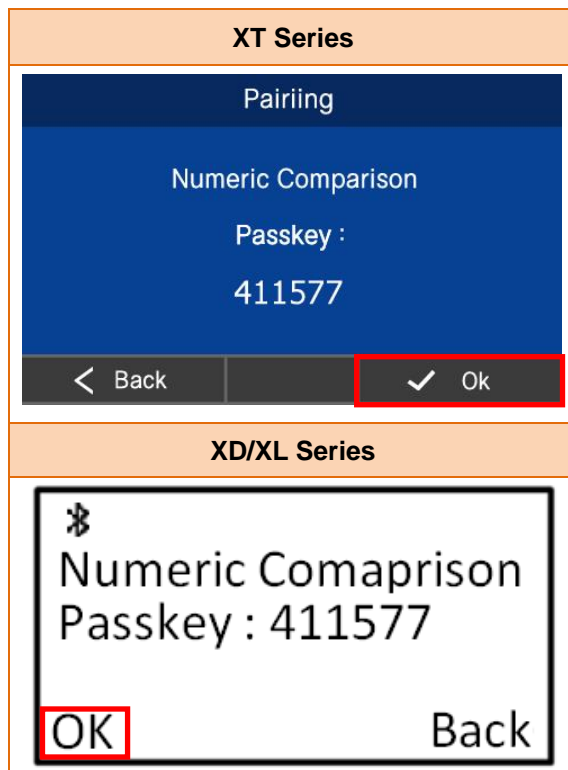 XT Series
Pairiing
Numeric Comparison
Passkey :
411577
Back Ok
XD/XL Series
Numeric Comaprison
Passkey : 411577
OK Back